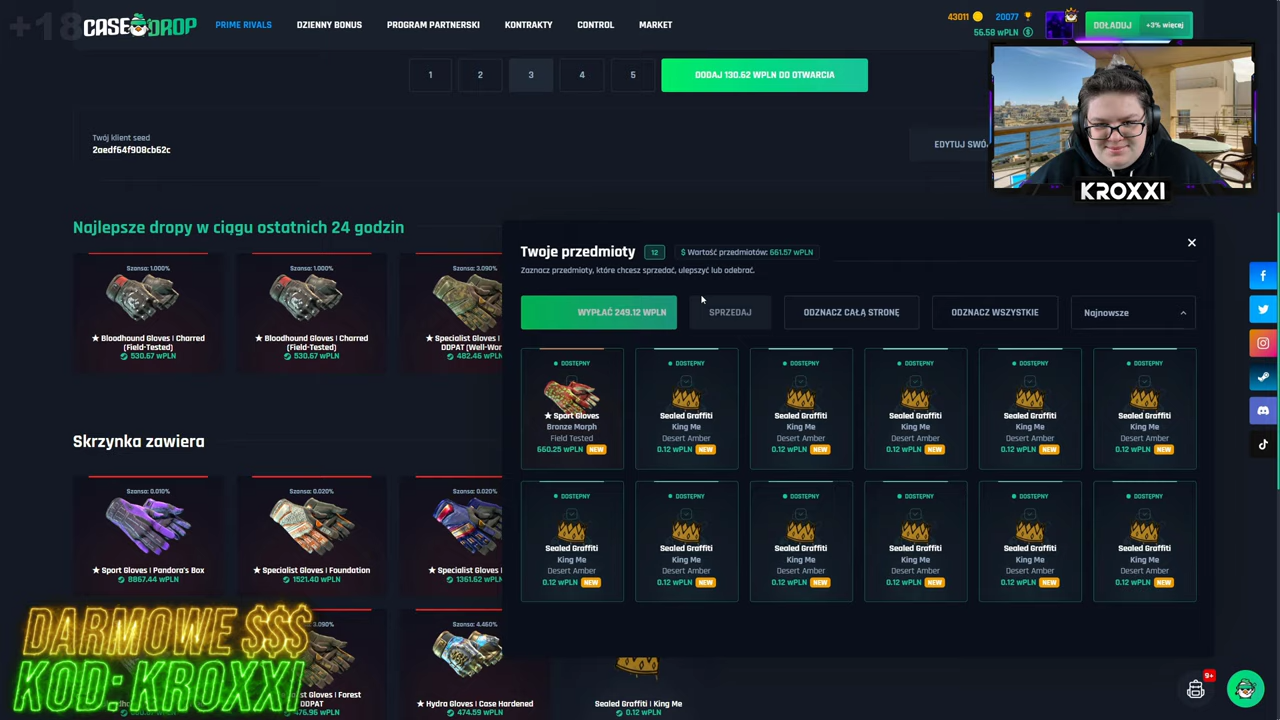 +18
CASE DROP
PRIME RIVALS
DZIENNY BONUS
PROGRAM PARTNERSKI
KONTRAKTY
CONTROL
MARKET
43011
20077
56.58 wPLN
DOŁADUJ
+3% więcej
1
2
3
4
5
DODAJ 130.62 WPLN DO OTWARCIA
Twój klient seed
2aedf64f908cb62c
EDYTUJ SWÓJ
KROXXI
Najlepsze dropy w ciągu ostatnich 24 godzin
Szansa: 1.000%
★ Bloodhound Gloves | Charred
(Field-Tested)
530.67 wPLN
Szansa: 1.000%
★ Bloodhound Gloves | Charred
(Field-Tested)
530.67 wPLN
Szansa: 3.090%
★ Specialist Gloves |
DDPAT (Well-Wor
482.46 wPLN
Twoje przedmioty
12
$ Wartość przedmiotów: 661.57 wPLN
Zaznacz przedmioty, które chcesz sprzedać, ulepszyć lub odebrać.
WYPŁAĆ 249.12 WPLN
SPRZEDAJ
ODZNACZ CAŁĄ STRONĘ
ODZNACZ WSZYSTKIE
Najnowsze
DOSTĘPNY
★ Sport Gloves
Bronze Morph
Field Tested
660.25 wPLN NEW
DOSTĘPNY
Sealed Graffiti
King Me
Desert Amber
0.12 wPLN NEW
DOSTĘPNY
Sealed Graffiti
King Me
Desert Amber
0.12 wPLN NEW
DOSTĘPNY
Sealed Graffiti
King Me
Desert Amber
0.12 wPLN NEW
DOSTĘPNY
Sealed Graffiti
King Me
Desert Amber
0.12 wPLN NEW
DOSTĘPNY
Sealed Graffiti
King Me
Desert Amber
0.12 wPLN NEW
DOSTĘPNY
Sealed Graffiti
King Me
Desert Amber
0.12 wPLN NEW
DOSTĘPNY
Sealed Graffiti
King Me
Desert Amber
0.12 wPLN NEW
DOSTĘPNY
Sealed Graffiti
King Me
Desert Amber
0.12 wPLN NEW
DOSTĘPNY
Sealed Graffiti
King Me
Desert Amber
0.12 wPLN NEW
DOSTĘPNY
Sealed Graffiti
King Me
Desert Amber
0.12 wPLN NEW
DOSTĘPNY
Sealed Graffiti
King Me
Desert Amber
0.12 wPLN NEW
Skrzynka zawiera
Szansa: 0.010%
★ Sport Gloves | Pandora's Box
8867.44 wPLN
Szansa: 0.020%
★ Specialist Gloves | Foundation
1521.40 wPLN
Szansa: 0.020%
★ Specialist Gloves |
1361.62 wPLN
DARMOWE $$$
KOD: KROXXI
3.090%
Gloves | Forest
DDPAT
476.96 wPLN
Szansa: 4.460%
★ Hydra Gloves | Case Hardened
474.59 wPLN
Sealed Graffiti | King Me
0.12 wPLN
9+